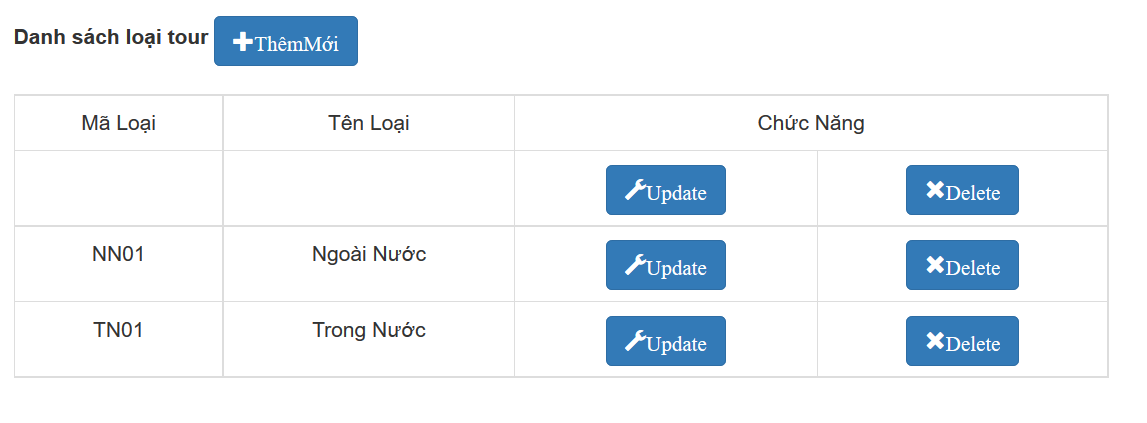 Danh sách loại tour ThêmMới
Mã Loại Tên Loại Chức Năng
Update Delete
NN01 Ngoài Nước Update Delete
TN01 Trong Nước Update Delete